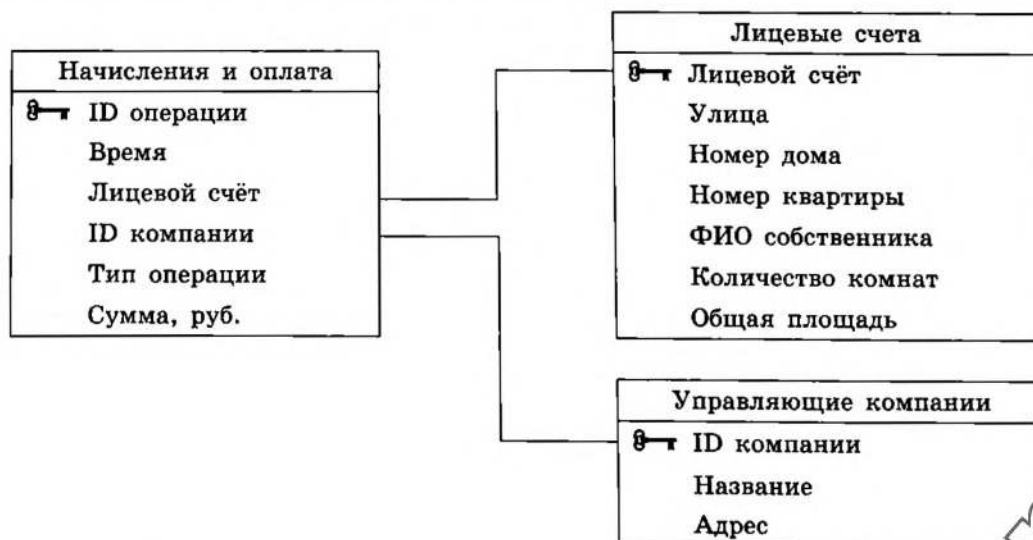 Начисления и оплата
ID операции
Время
Лицевой счёт
ID компании
Тип операции
Сумма, руб.
Лицевые счета
Лицевой счёт
Улица
Номер дома
Номер квартиры
ФИО собственника
Количество комнат
Общая площадь
Управляющие компании
ID компании
Название
Адрес